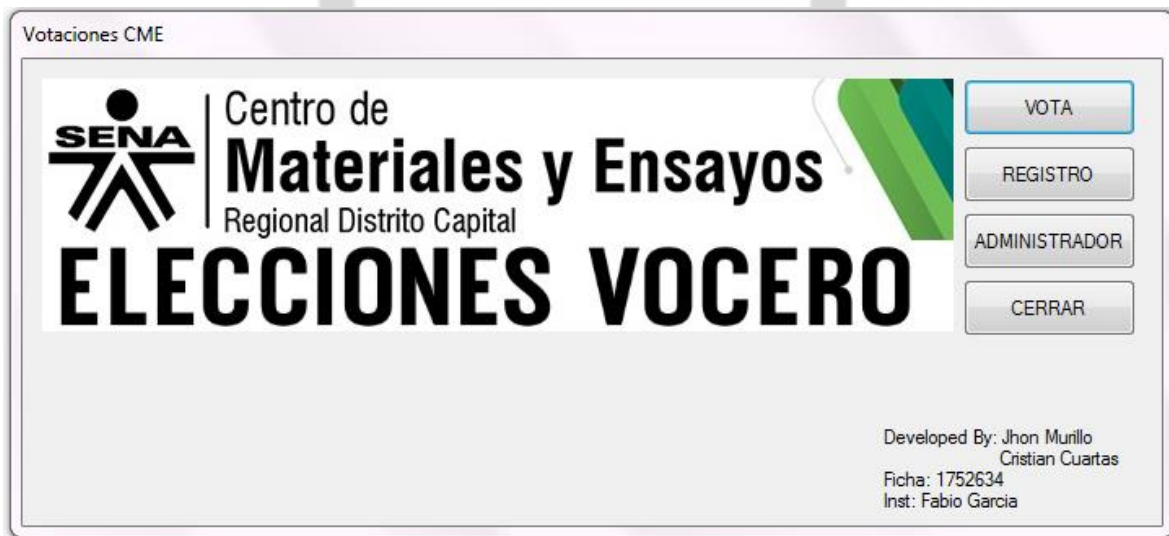 Votaciones CME
SENA
Centro de
Materiales y Ensayos
Regional Distrito Capital
ELECCIONES VOCERO
VOTA
REGISTRO
ADMINISTRADOR
CERRAR
Developed By: Jhon Murillo
Cristian Cuartas
Ficha: 1752634
Inst: Fabio Garcia